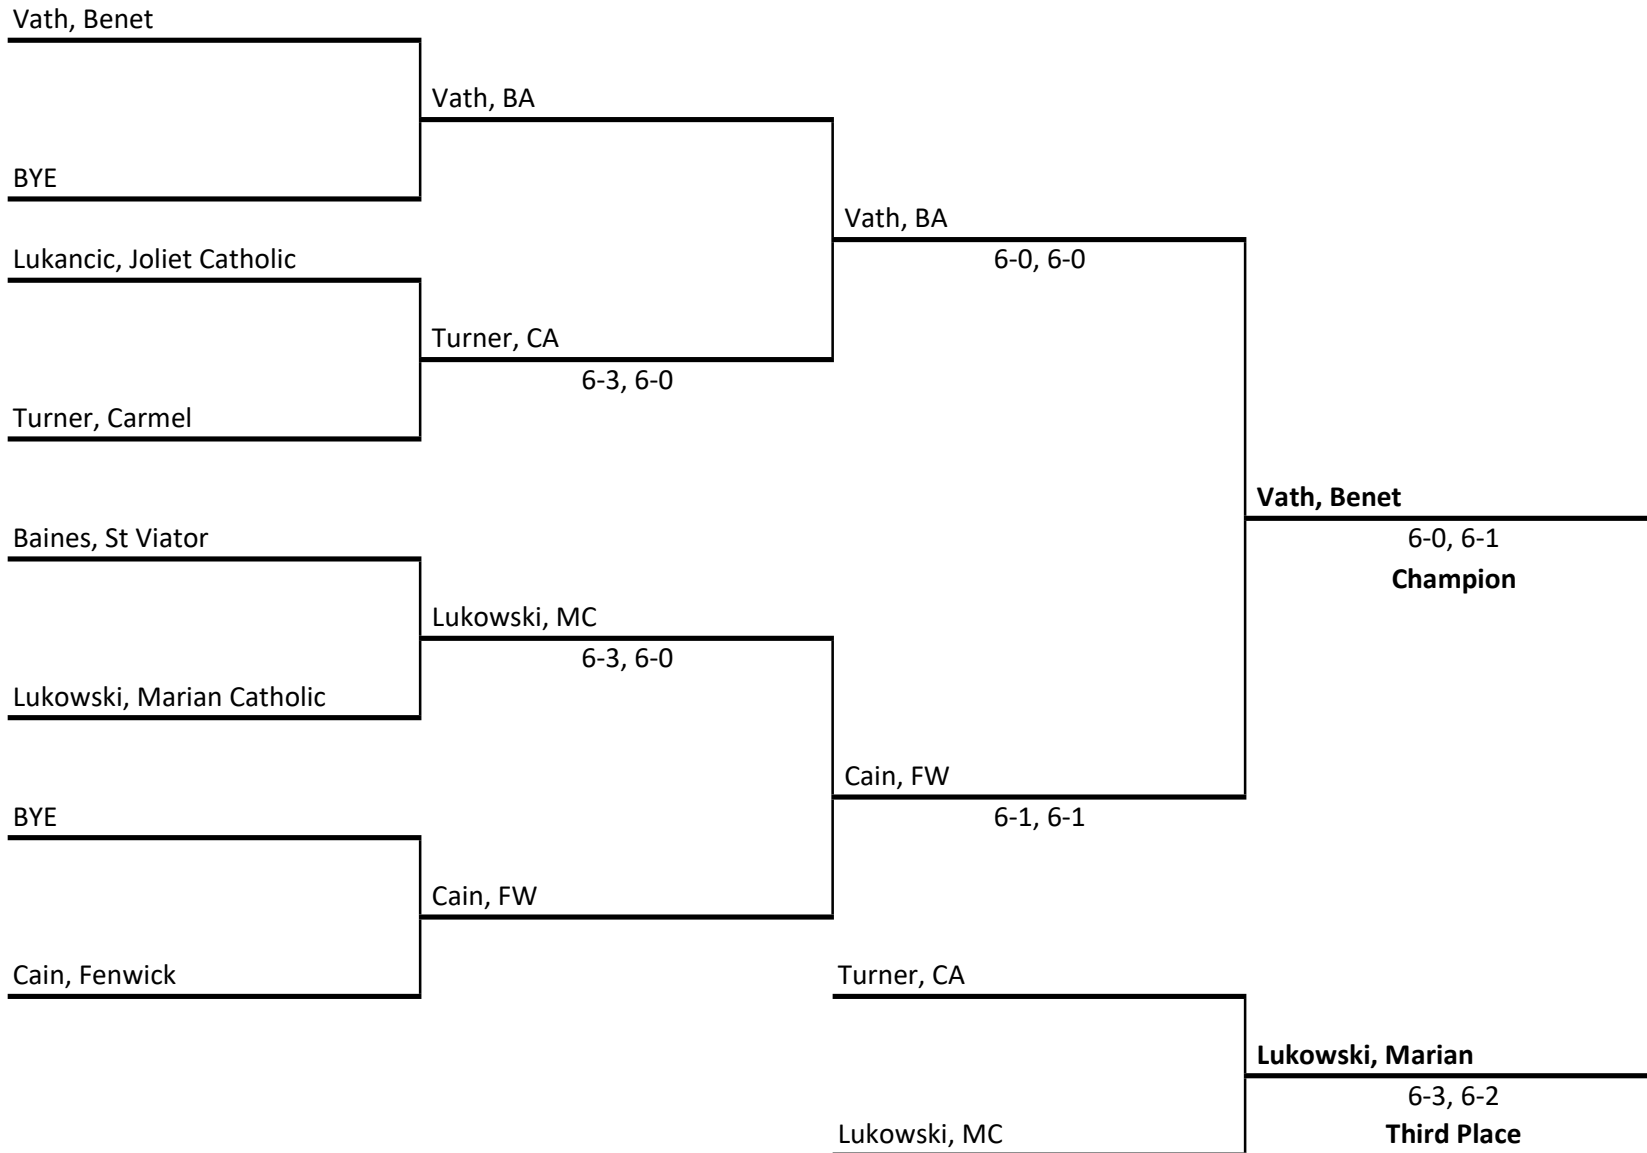 Vath, Benet
Vath, BA
BYE
Vath, BA
Lukancic, Joliet Catholic
6-0, 6-0
Turner, CA
6-3, 6-0
Turner, Carmel
Vath, Benet
Baines, St Viator
6-0, 6-1
Champion
Lukowski, MC
6-3, 6-0
Lukowski, Marian Catholic
Cain, FW
BYE
6-1, 6-1
Cain, FW
Cain, Fenwick
Turner, CA
Lukowski, Marian
6-3, 6-2
Lukowski, MC
Third Place